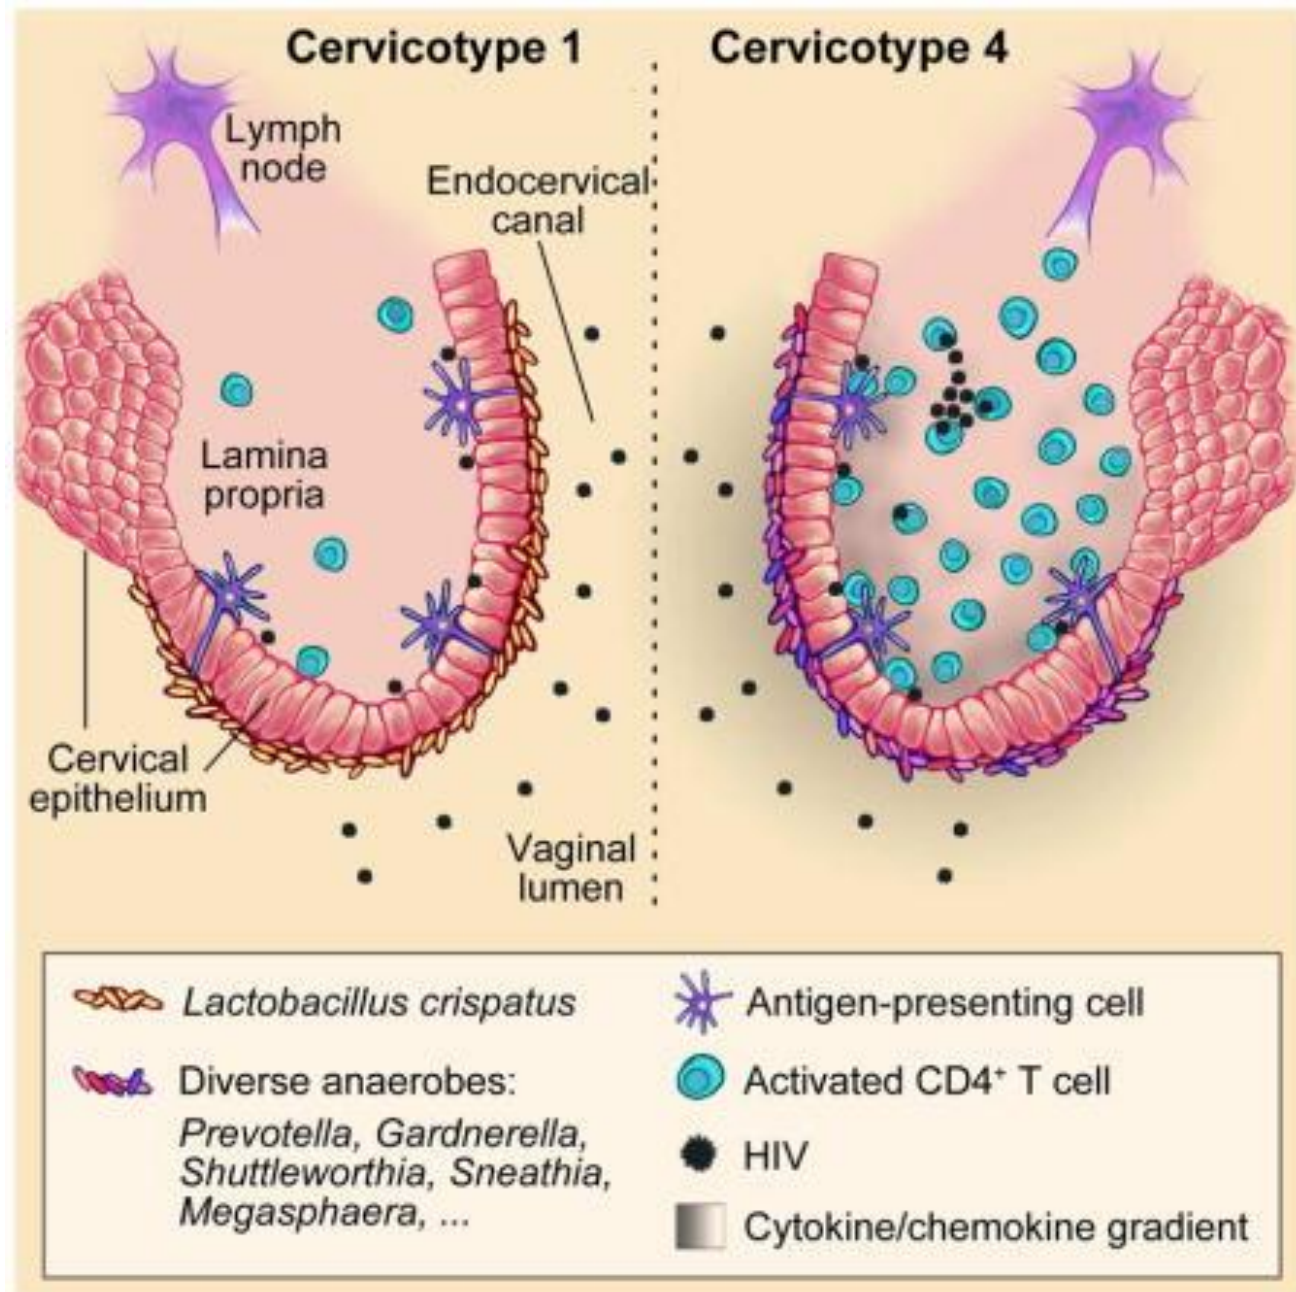 Cervicotype 1
Cervicotype 4
Lymph
node
Endocervical
canal
Lamina
propria
Cervical
epithelium
Vaginal
lumen
Lactobacillus crispatus
Diverse anaerobes:
Prevotella, Gardnerella,
Shuttleworthia, Sneathia,
Megasphaera, ...
Antigen-presenting cell
Activated CD4⁺ T cell
HIV
Cytokine/chemokine gradient